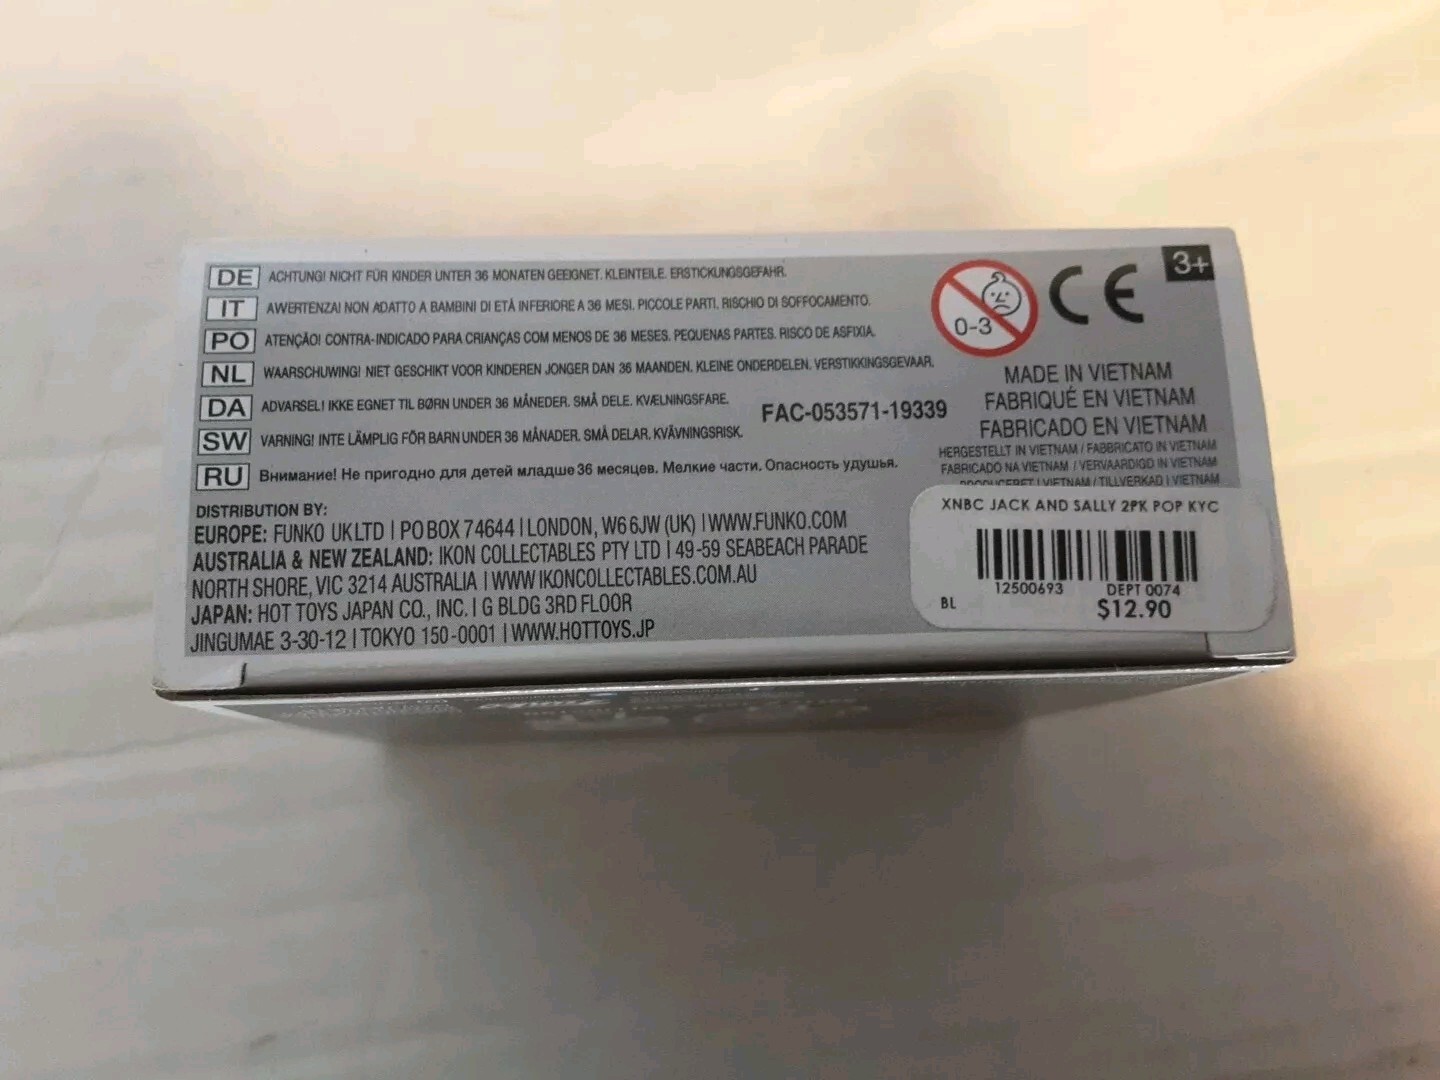 DE ACHTUNG! NICHT FÜR KINDER UNTER 36 MONATEN GEEIGNET. KLEINTEILE. ERSTICKUNGSGEFAHR.
IT AWERTENZA! NON ADATTO A BAMBINI DI ETÀ INFERIORE A 36 MESI. PICCOLE PARTI. RISCHIO DI SOFFOCAMENTO.
PO ATENÇÃO! CONTRA-INDICADO PARA CRIANÇAS COM MENOS DE 36 MESES. PEQUENAS PARTES. RISCO DE ASFIXIA.
NL WAARSCHUWING! NIET GESCHIKT VOOR KINDEREN JONGER DAN 36 MAANDEN. KLEINE ONDERDELEN. VERSTIKKINGSGEVAAR.
DA ADVARSEL! IKKE EGNET TIL BØRN UNDER 36 MÅNEDER. SMÅ DELE. KVÆLNINGSFARE.
SW VARNING! INTE LÄMPLIG FÖR BARN UNDER 36 MÅNADER. SMÅ DELAR. KVÄVNINGSRISK.
RU Внимание! Не пригодно для детей младше 36 месяцев. Мелкие части. Опасность удушья.
FAC-053571-19339
DISTRIBUTION BY:
EUROPE: FUNKO UK LTD | PO BOX 74644 | LONDON, W6 6JW (UK) | WWW.FUNKO.COM
AUSTRALIA & NEW ZEALAND: IKON COLLECTABLES PTY LTD | 49-59 SEABEACH PARADE
NORTH SHORE, VIC 3214 AUSTRALIA | WWW.IKONCOLLECTABLES.COM.AU
JAPAN: HOT TOYS JAPAN CO., INC. | G BLDG 3RD FLOOR
JINGUMAE 3-30-12 | TOKYO 150-0001 | WWW.HOTTOYS.JP
0-3
CE
3+
MADE IN VIETNAM
FABRIQUÉ EN VIETNAM
FABRICADO EN VIETNAM
HERGESTELLT IN VIETNAM / FABBRICATO IN VIETNAM
FABRICADO NA VIETNAM / VERVAARDIGD IN VIETNAM
PRODUCERET I VIETNAM / TILLVERKAD I VIETNAM
XNBC JACK AND SALLY 2PK POP KYC
12500693 DEPT 0074
BL $12.90